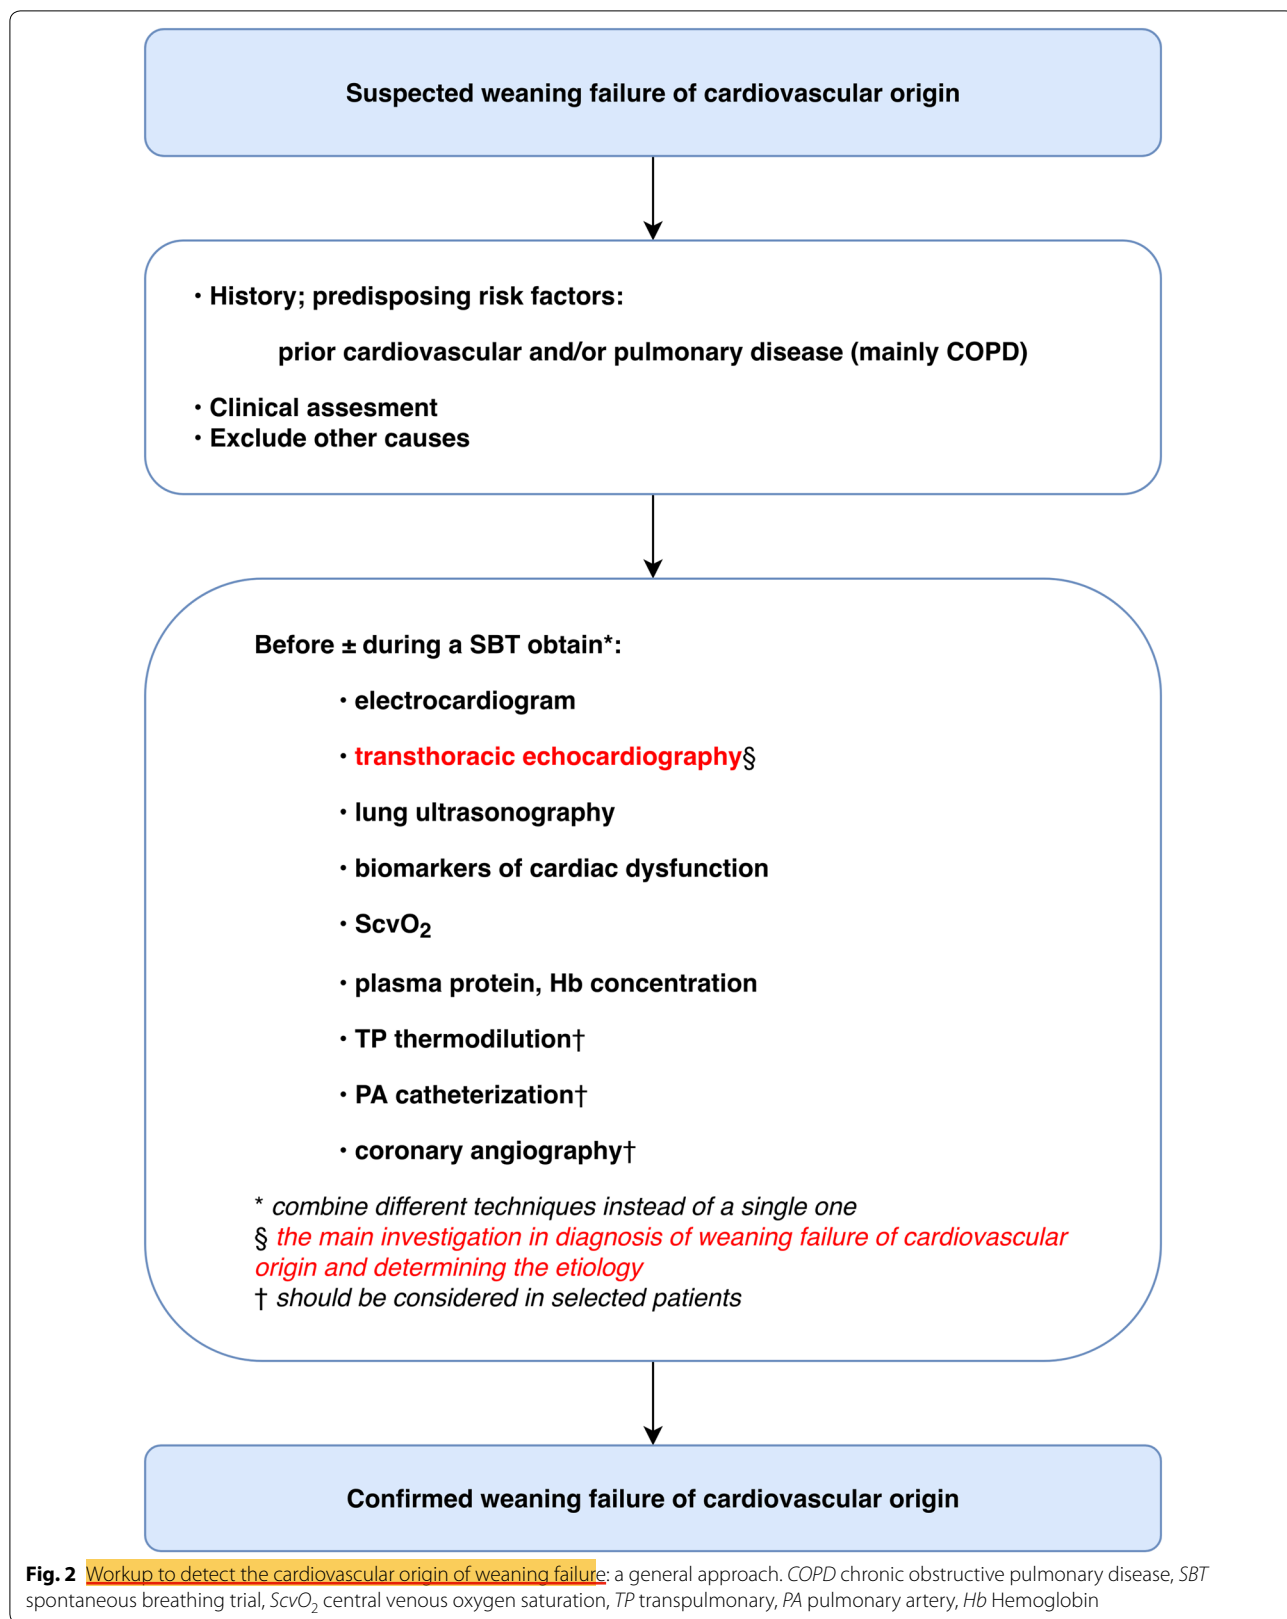 Suspected weaning failure of cardiovascular origin
• History; predisposing risk factors:
prior cardiovascular and/or pulmonary disease (mainly COPD)
• Clinical assesment
• Exclude other causes
Before ± during a SBT obtain*:
• electrocardiogram
• transthoracic echocardiography§
• lung ultrasonography
• biomarkers of cardiac dysfunction
• ScvO₂
• plasma protein, Hb concentration
• TP thermodilution†
• PA catheterization†
• coronary angiography†
* combine different techniques instead of a single one
§ the main investigation in diagnosis of weaning failure of cardiovascular
origin and determining the etiology
† should be considered in selected patients
Confirmed weaning failure of cardiovascular origin
Fig. 2 Workup to detect the cardiovascular origin of weaning failure: a general approach. COPD chronic obstructive pulmonary disease, SBT
spontaneous breathing trial, ScvO₂ central venous oxygen saturation, TP transpulmonary, PA pulmonary artery, Hb Hemoglobin